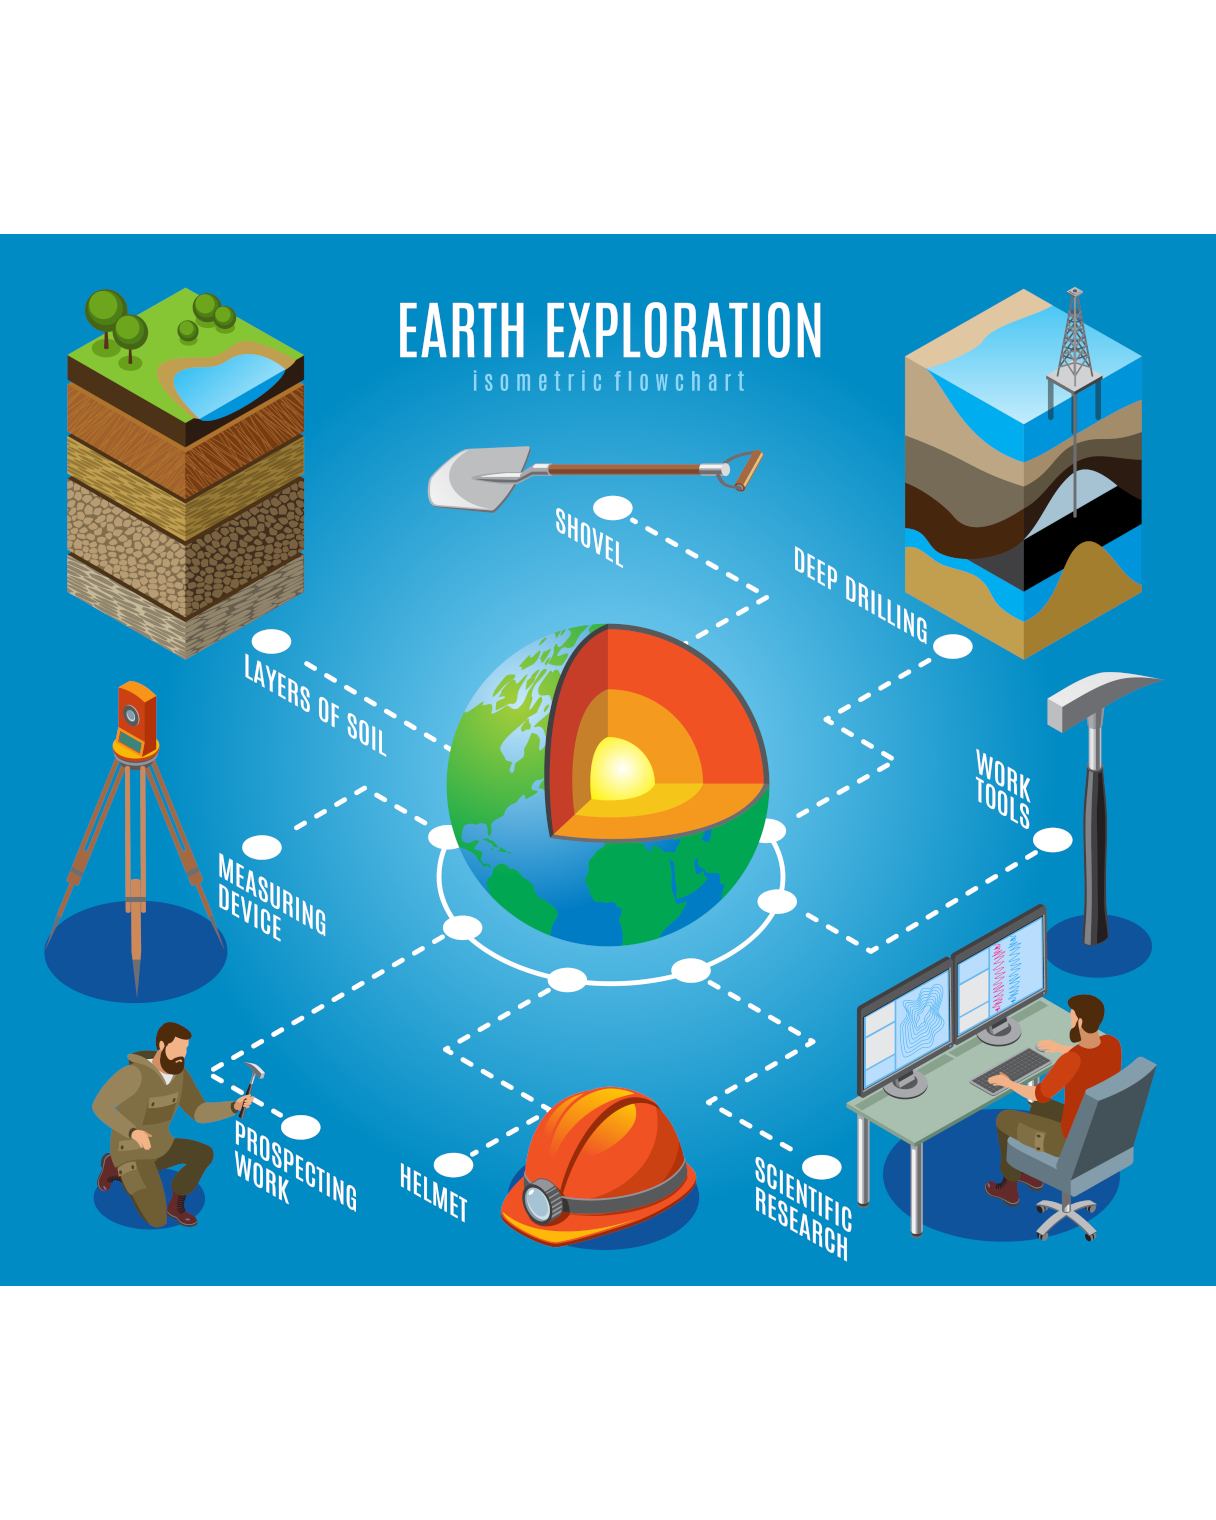 EARTH EXPLORATION
isometric flowchart
SHOVEL
DEEP DRILLING
LAYERS OF SOIL
WORK
TOOLS
MEASURING
DEVICE
PROSPECTING
WORK
HELMET
SCIENTIFIC
RESEARCH